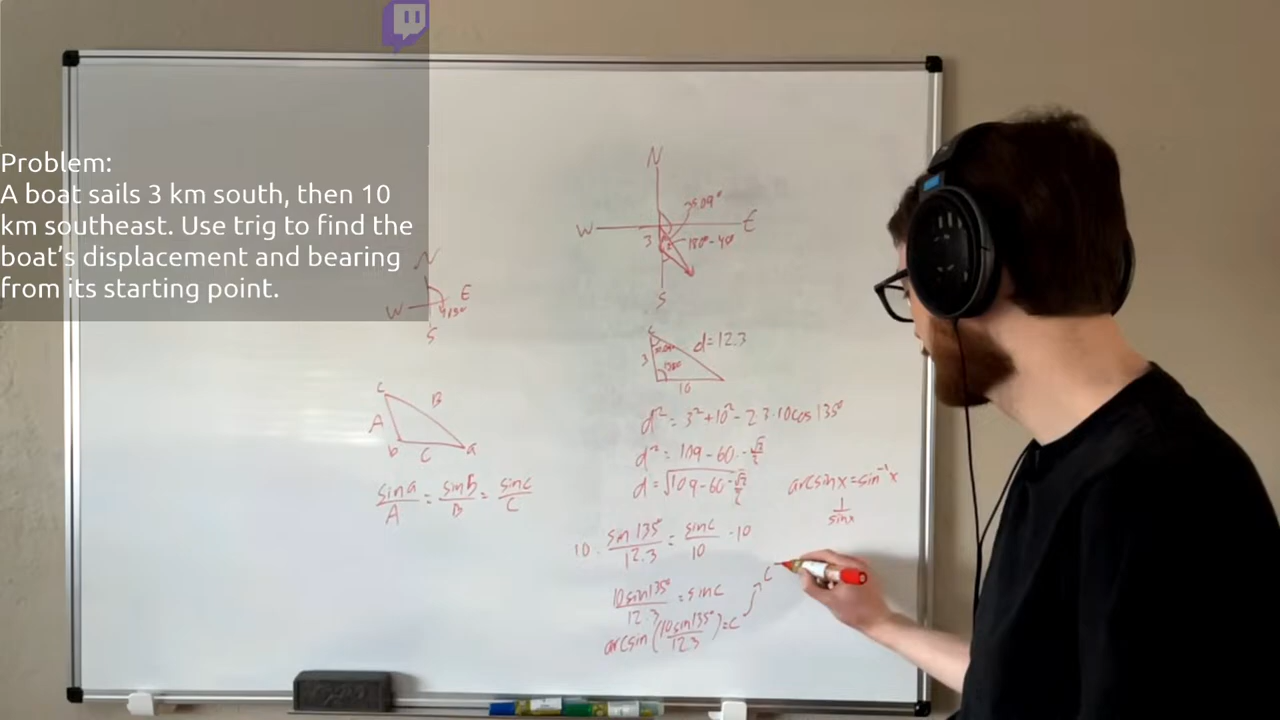 Problem:
A boat sails 3 km south, then 10
km southeast. Use trig to find the
boat's displacement and bearing
from its starting point.
N
W E
S
N
W E
3
S
c
d=12.3
3
10
c
A B
b C a
sin a/A = sin b/B = sin c/C
d² = 3² + 10² - 2·3·10 cos 135°
d² = 109 - 60·-√2/2
d = √109-60·-√2/2
arcsin x = sin⁻¹ x
1/sin x
10 · sin 135°/12.3 = sin c/10 · 10
10 sin 135°/12.3 = sin c
arcsin (10 sin 135°/12.3) = c
c